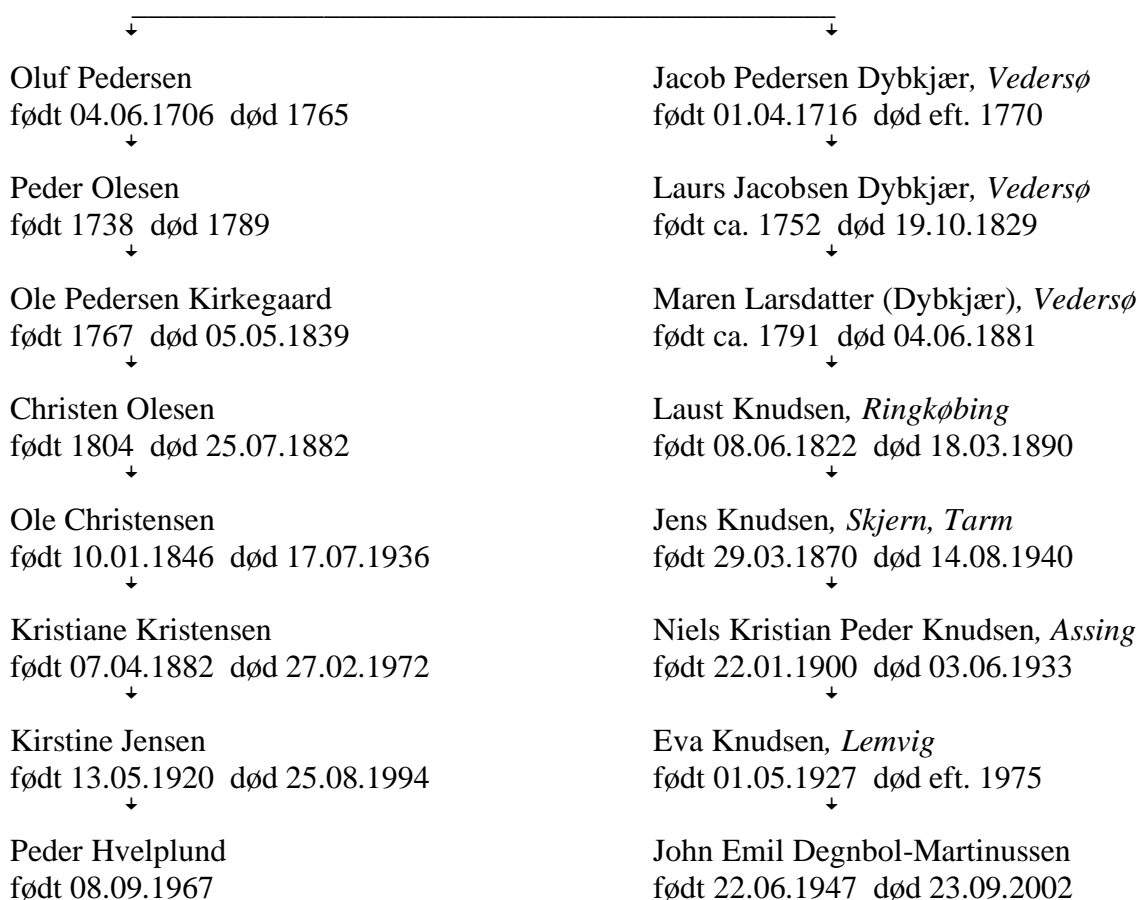 Oluf Pedersen
født 04.06.1706 død 1765
Jacob Pedersen Dybkjær, Vedersø
født 01.04.1716 død eft. 1770
Peder Olesen
født 1738 død 1789
Laurs Jacobsen Dybkjær, Vedersø
født ca. 1752 død 19.10.1829
Ole Pedersen Kirkegaard
født 1767 død 05.05.1839
Maren Larsdatter (Dybkjær), Vedersø
født ca. 1791 død 04.06.1881
Christen Olesen
født 1804 død 25.07.1882
Laust Knudsen, Ringkøbing
født 08.06.1822 død 18.03.1890
Ole Christensen
født 10.01.1846 død 17.07.1936
Jens Knudsen, Skjern, Tarm
født 29.03.1870 død 14.08.1940
Kristiane Kristensen
født 07.04.1882 død 27.02.1972
Niels Kristian Peder Knudsen, Assing
født 22.01.1900 død 03.06.1933
Kirstine Jensen
født 13.05.1920 død 25.08.1994
Eva Knudsen, Lemvig
født 01.05.1927 død eft. 1975
Peder Hvelplund
født 08.09.1967
John Emil Degnbol-Martinussen
født 22.06.1947 død 23.09.2002